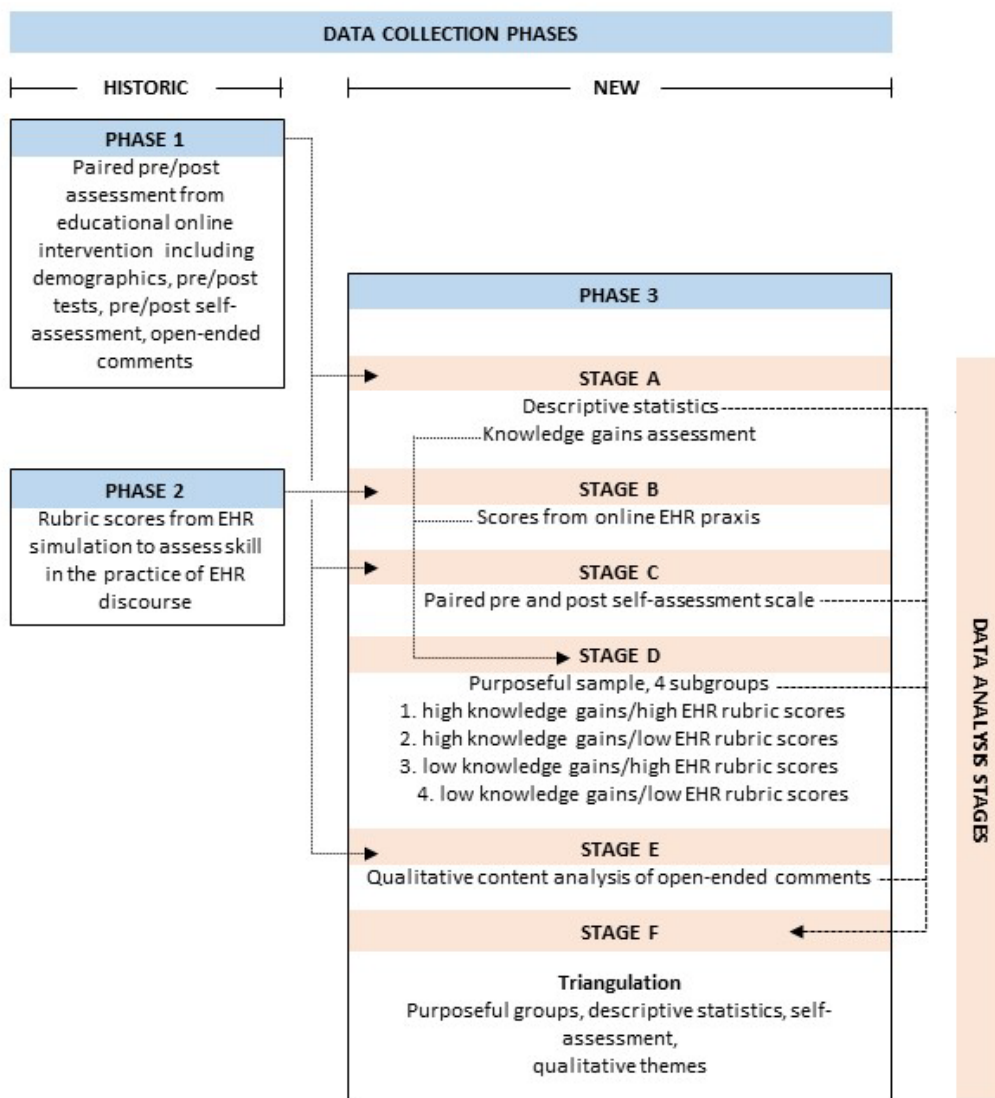 DATA COLLECTION PHASES
HISTORIC
NEW
PHASE 1
Paired pre/post
assessment from
educational online
intervention including
demographics, pre/post
tests, pre/post self-
assessment, open-ended
comments
PHASE 2
Rubric scores from EHR
simulation to assess skill
in the practice of EHR
discourse
PHASE 3
STAGE A
Descriptive statistics
Knowledge gains assessment
STAGE B
Scores from online EHR praxis
STAGE C
Paired pre and post self-assessment scale
STAGE D
Purposeful sample, 4 subgroups
1. high knowledge gains/high EHR rubric scores
2. high knowledge gains/low EHR rubric scores
3. low knowledge gains/high EHR rubric scores
4. low knowledge gains/low EHR rubric scores
STAGE E
Qualitative content analysis of open-ended comments
STAGE F
Triangulation
Purposeful groups, descriptive statistics, self-
assessment,
qualitative themes
DATA ANALYSIS STAGES